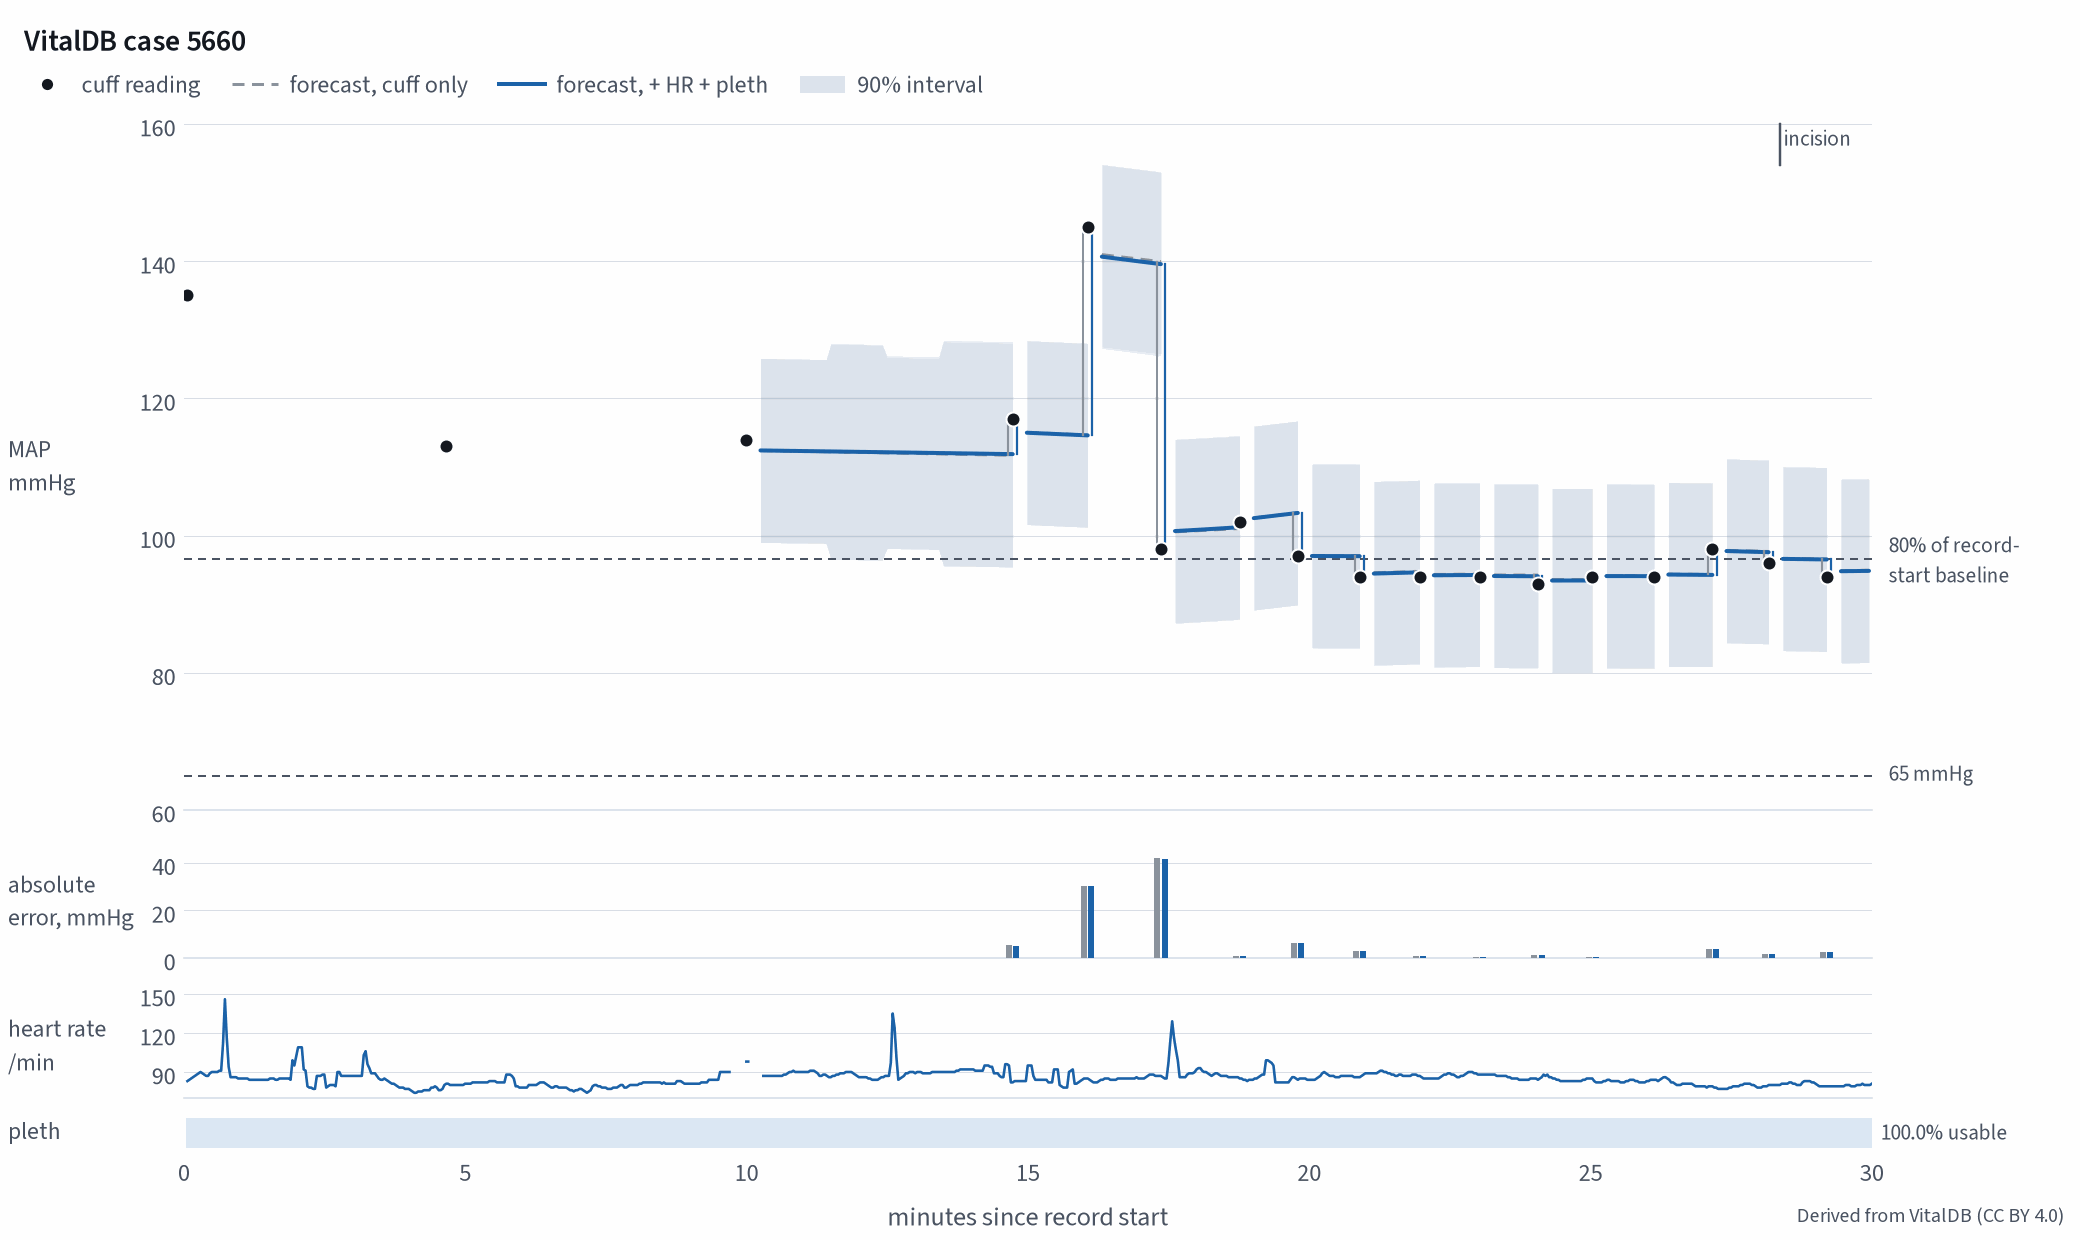 VitalDB case 5660
cuff reading
forecast, cuff only
forecast, + HR + pleth
90% interval
160
incision
140
120
MAP
mmHg
100
80% of record-
start baseline
80
65 mmHg
60
40
absolute
error, mmHg
20
0
150
heart rate
/min
120
90
pleth
100.0% usable
0
5
10
15
20
25
30
minutes since record start
Derived from VitalDB (CC BY 4.0)